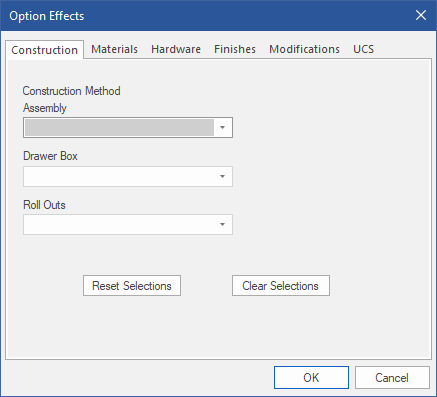 Option Effects
Construction Materials Hardware Finishes Modifications UCS
Construction Method
Assembly
Drawer Box
Roll Outs
Reset Selections Clear Selections
OK Cancel